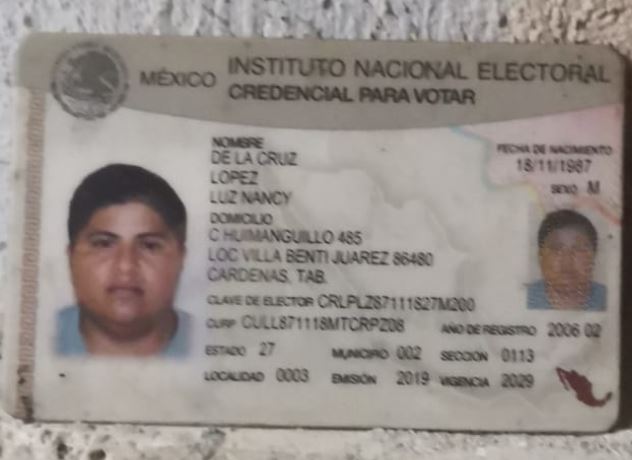 MÉXICO INSTITUTO NACIONAL ELECTORAL
CREDENCIAL PARA VOTAR
NOMBRE
DE LA CRUZ
LOPEZ
LUZ NANCY
FECHA DE NACIMIENTO
18/11/1987
SEXO M
DOMICILIO
C HUIMANGUILLO 485
LOC VILLA BENTI JUAREZ 86480
CARDENAS, TAB.
CLAVE DE ELECTOR CRLPLZ87111827M200
CURP CULL871118MTCRPZ08 AÑO DE REGISTRO 2006 02
ESTADO 27 MUNICIPIO 002 SECCIÓN 0113
LOCALIDAD 0003 EMISIÓN 2019 VIGENCIA 2029